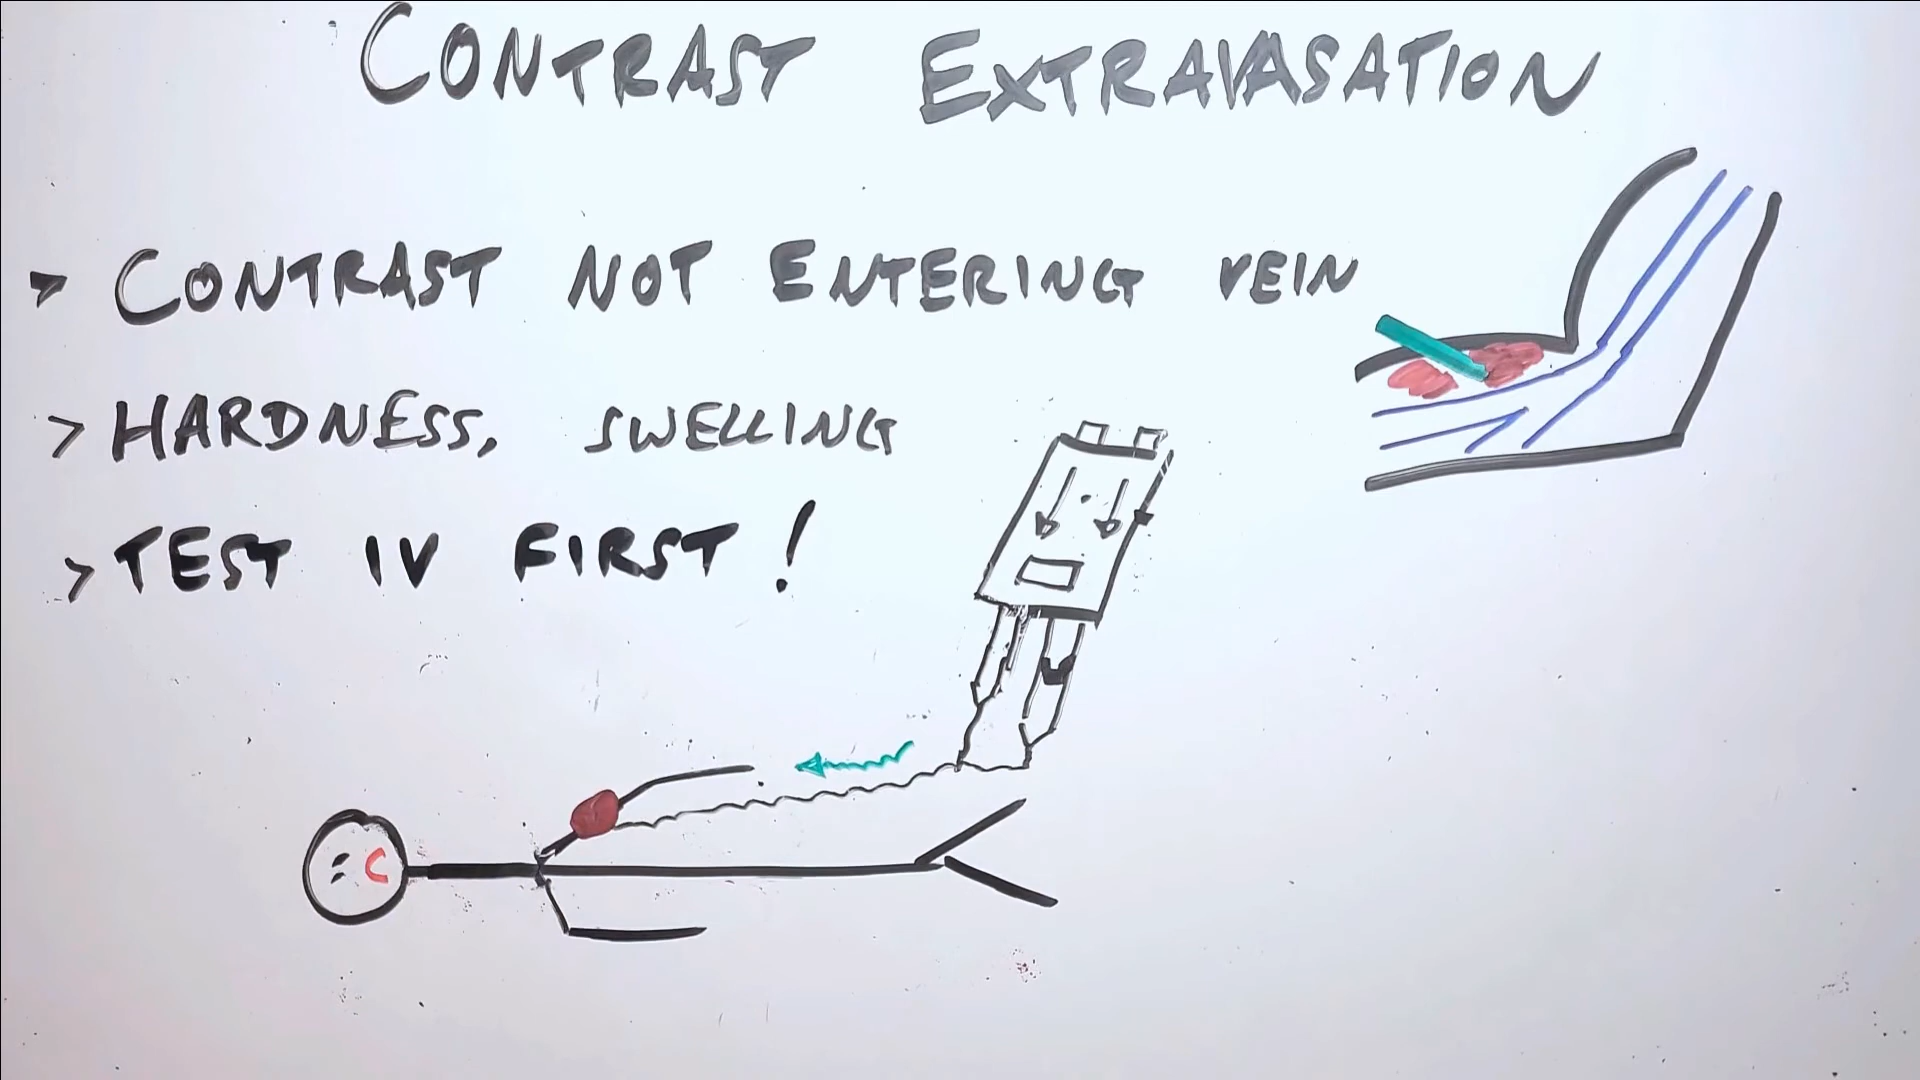 CONTRAST EXTRAVASATION
> CONTRAST NOT ENTERING VEIN
> HARDNESS, SWELLING
> TEST IV FIRST!